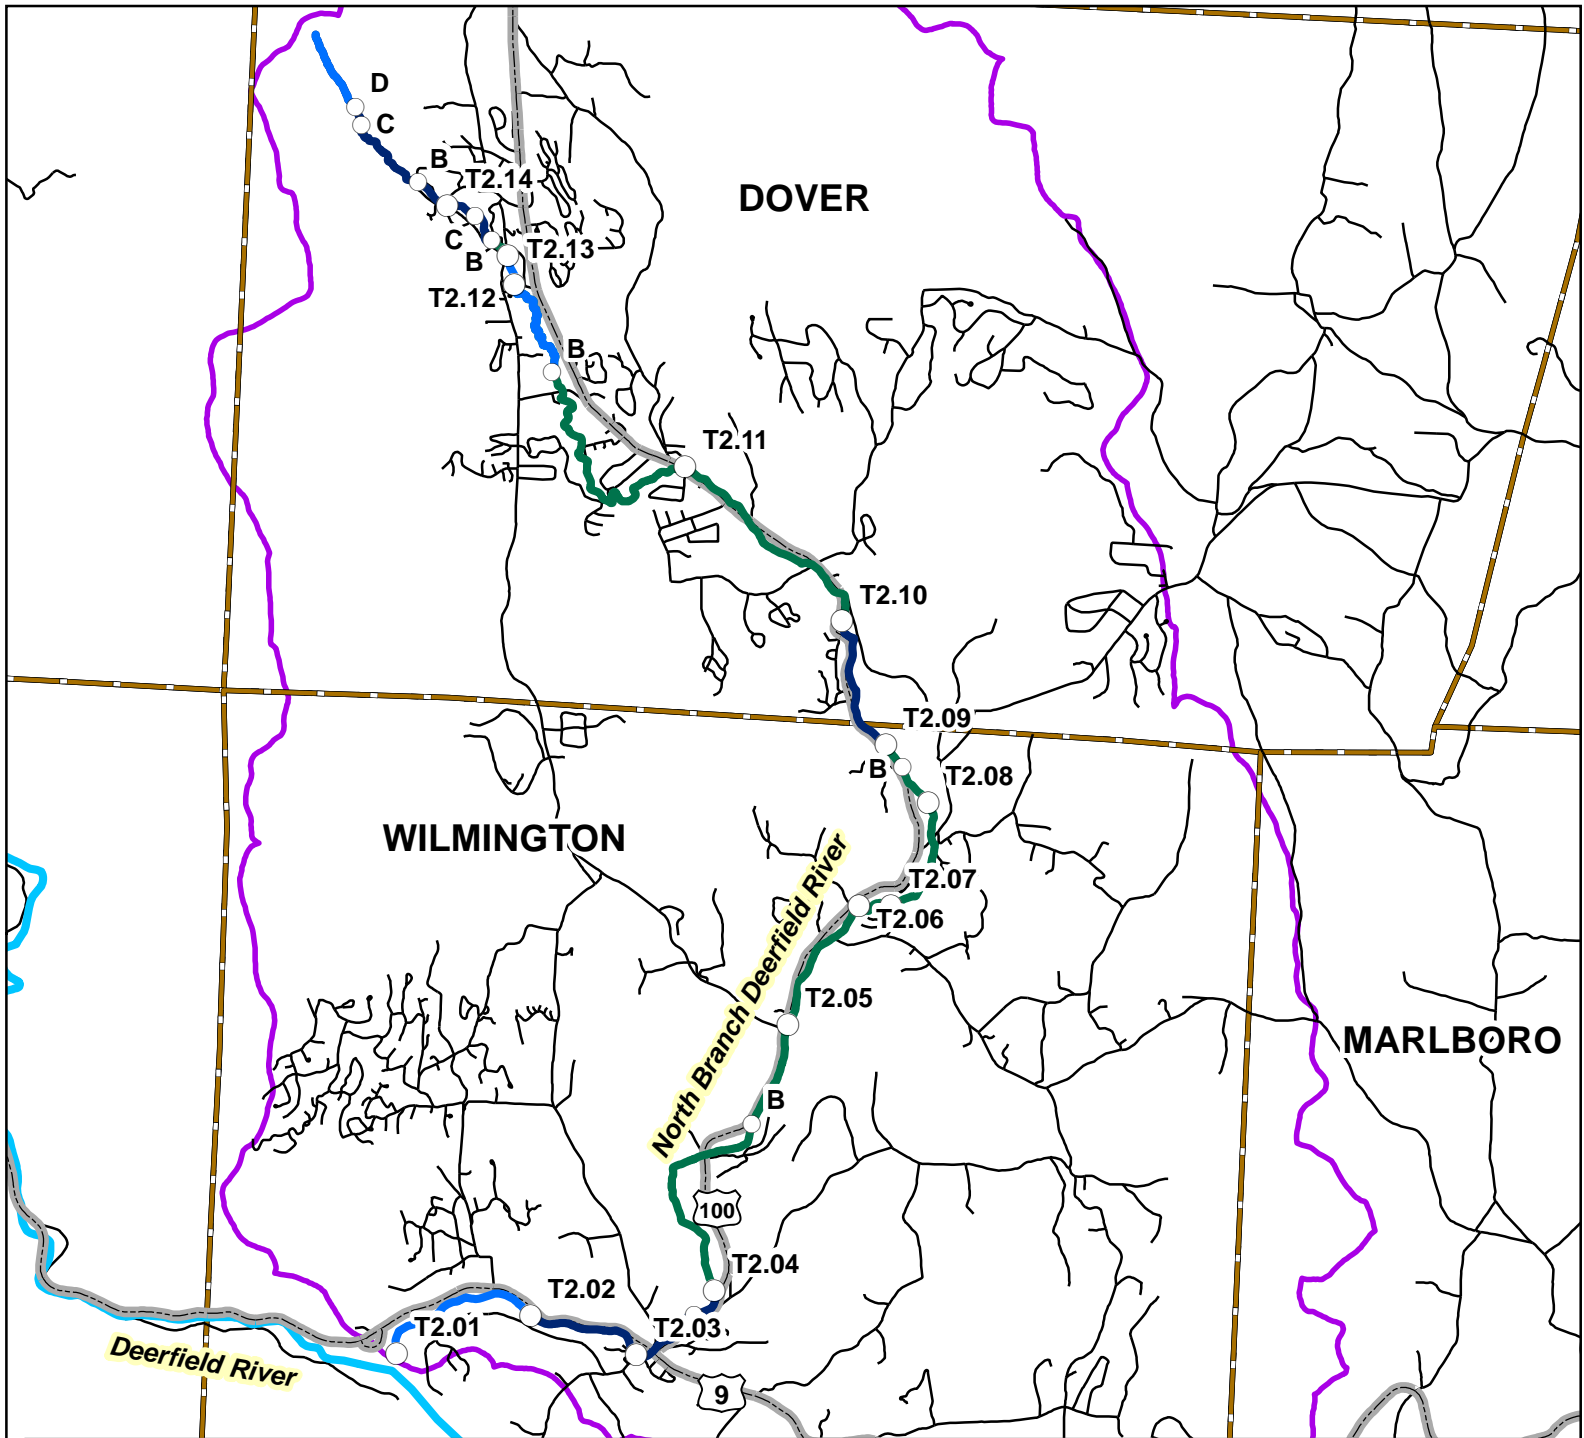 D
C
B
T2.14
DOVER
C
T2.13
B
T2.12
B
T2.11
T2.10
T2.09
B
T2.08
WILMINGTON
T2.07
T2.06
North Branch Deerfield River
T2.05
MARLBORO
B
100
T2.04
T2.02
T2.01
T2.03
Deerfield River
9